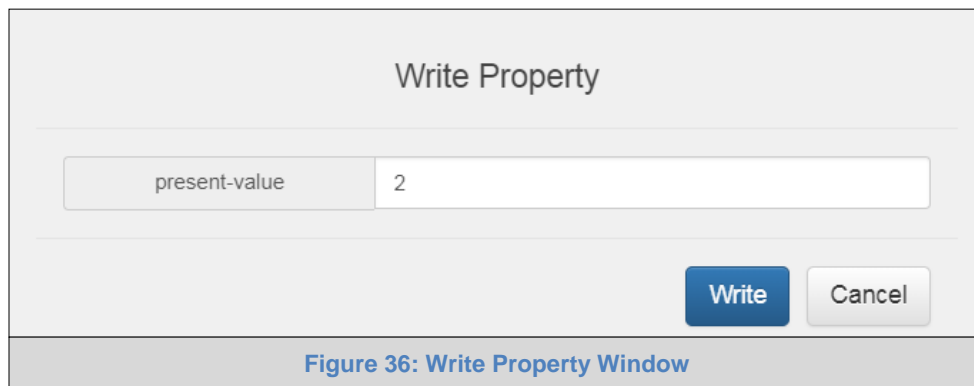 Write Property
present-value 2
Write Cancel
Figure 36: Write Property Window